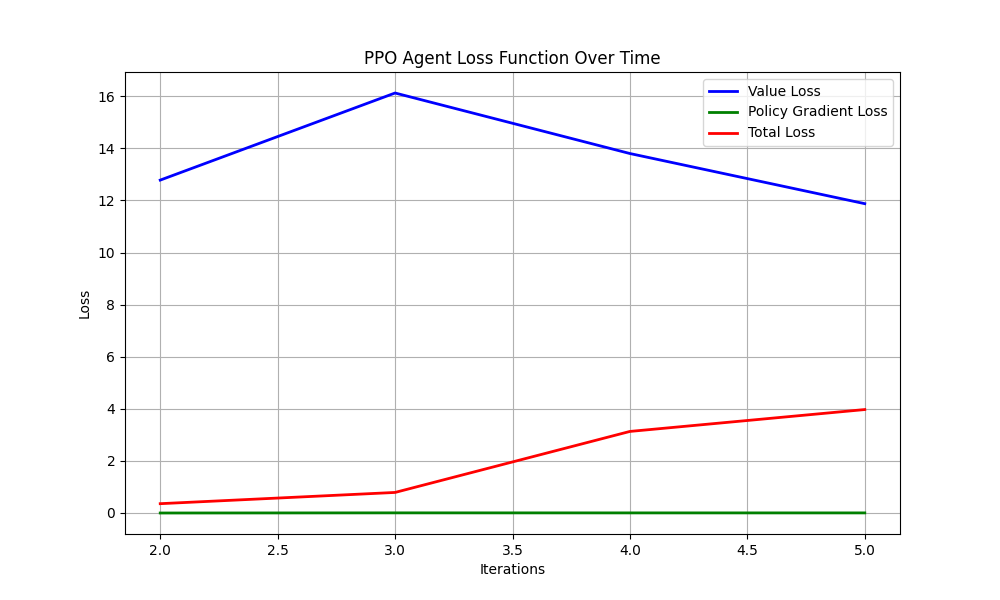 PPO Agent Loss Function Over Time
Value Loss
Policy Gradient Loss
Total Loss
16
14
12
10
8
6
4
2
0
Loss
2.0 2.5 3.0 3.5 4.0 4.5 5.0
Iterations